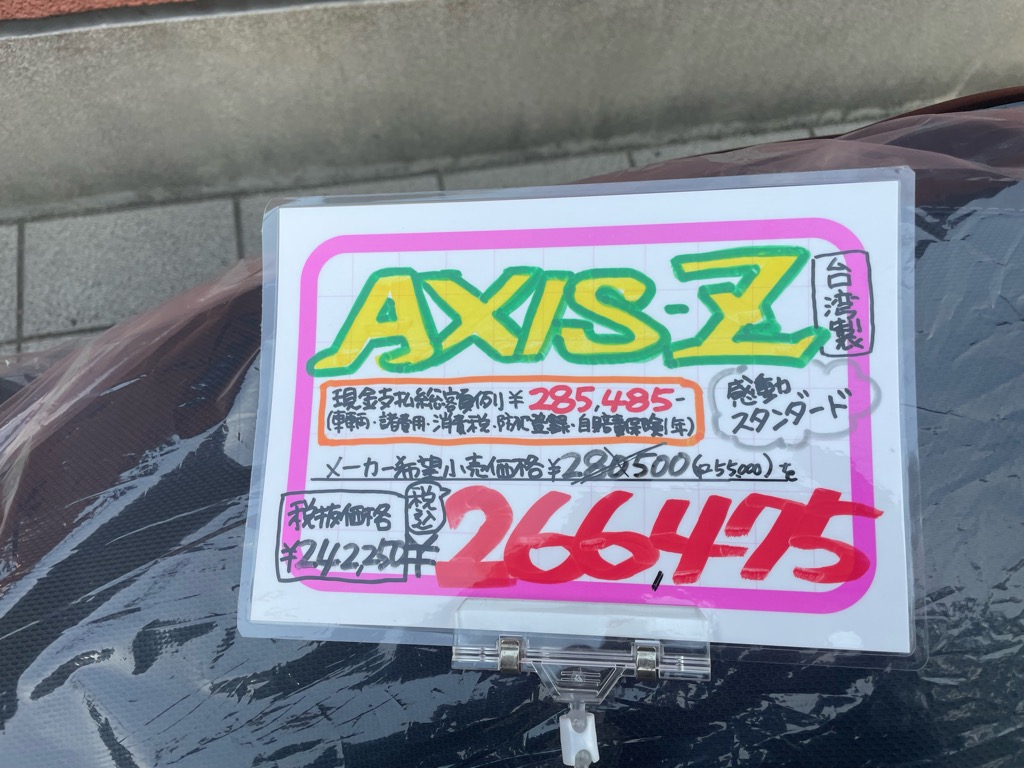 AXIS-Z
台湾製
現金支払総額(例)¥285,485-
(車輌・諸費用・消費税・防犯登録・自賠責保険1年)
感動
スタンダード
メーカー希望小売価格¥280,500(255,000)を
税抜価格
¥242,250
税込
¥266,475